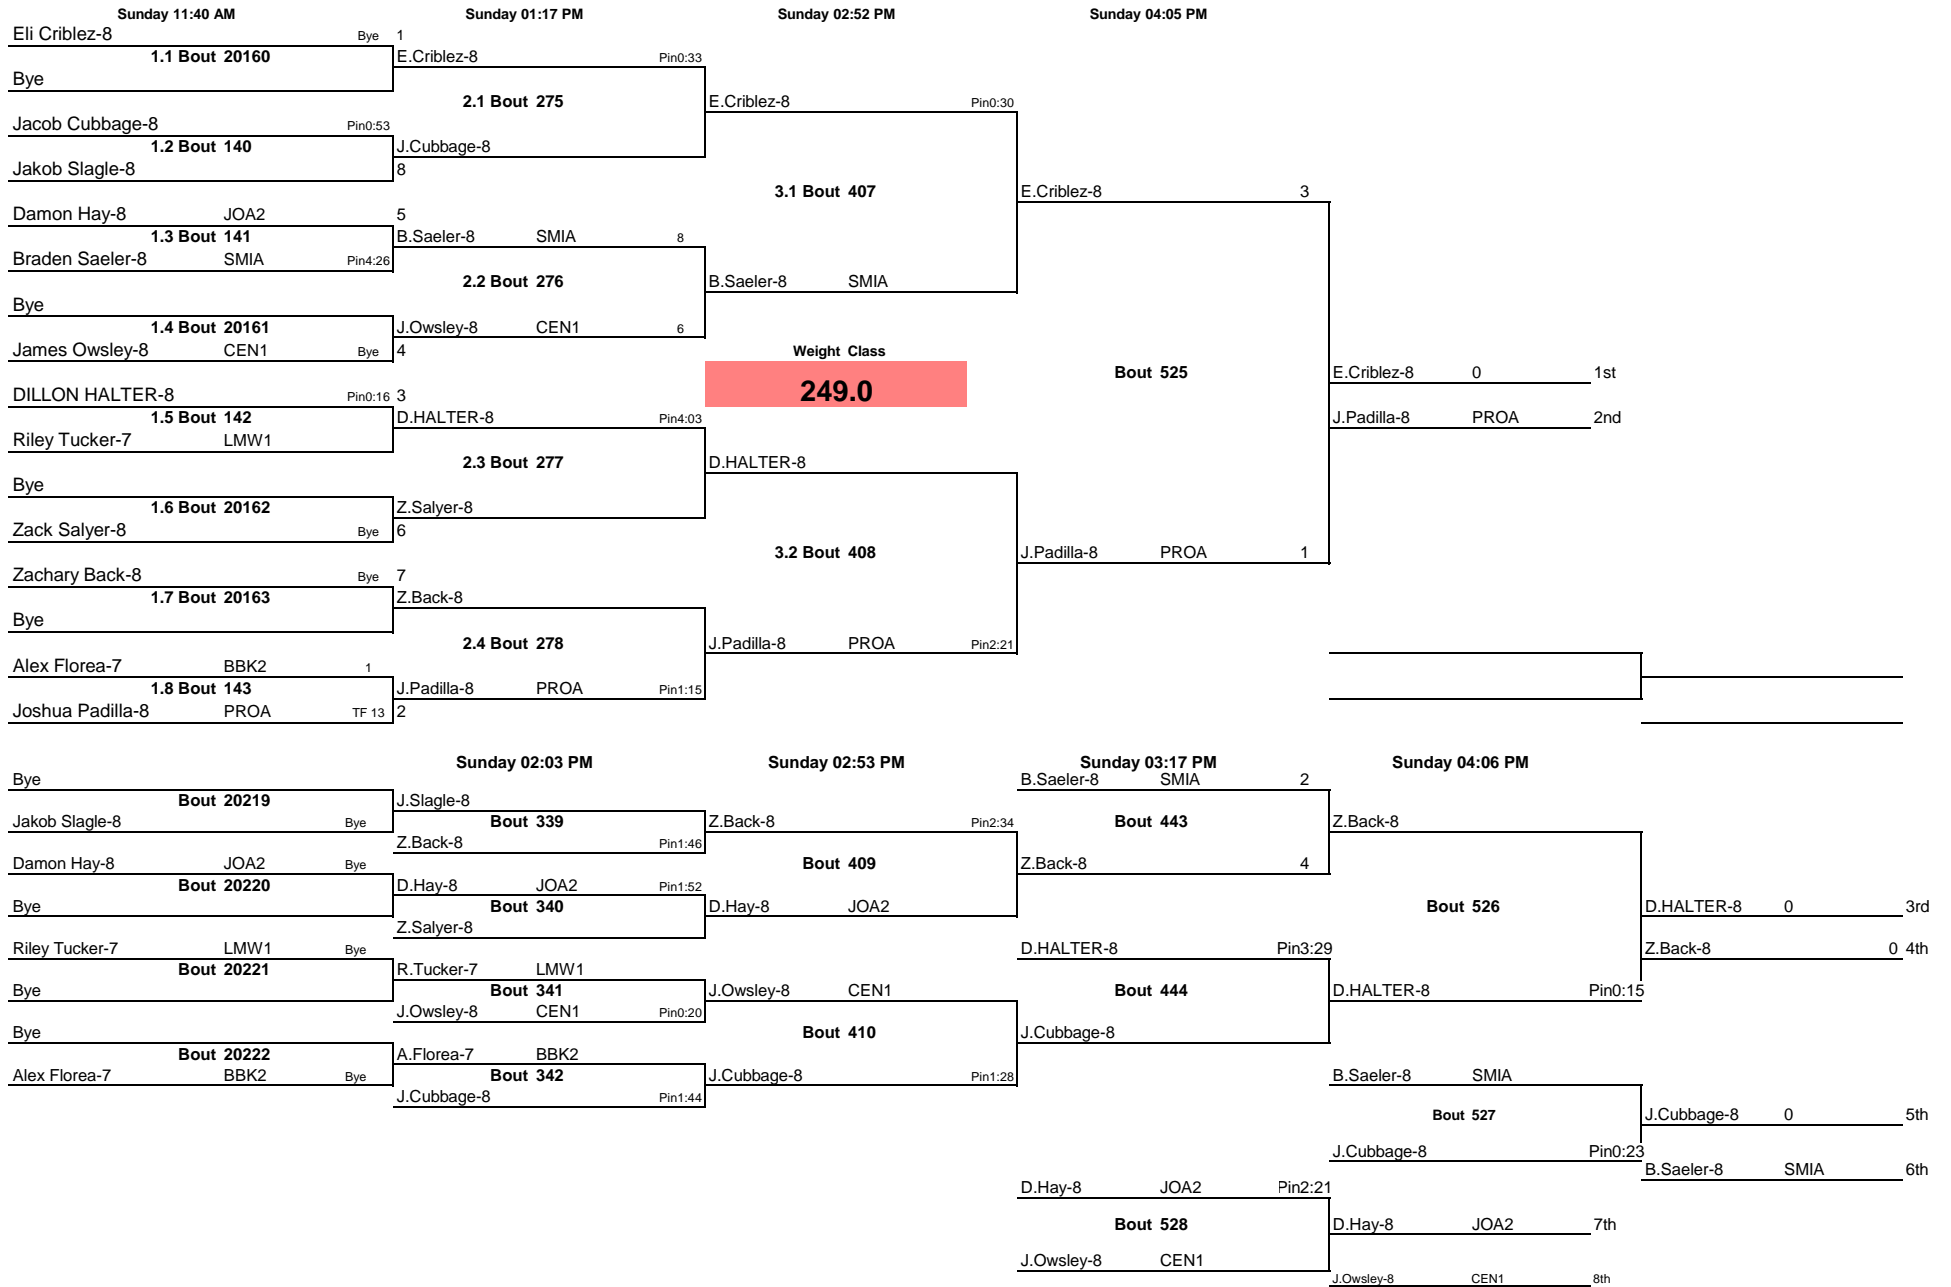 Sunday 11:40 AM Sunday 01:17 PM Sunday 02:52 PM Sunday 04:05 PM
Eli Criblez-8 Bye 1
1.1 Bout 20160 E.Criblez-8 Pin0:33
Bye
2.1 Bout 275 E.Criblez-8 Pin0:30
Jacob Cubbage-8 Pin0:53
1.2 Bout 140 J.Cubbage-8
Jakob Slagle-8 8
3.1 Bout 407 E.Criblez-8 3
Damon Hay-8 JOA2 5
1.3 Bout 141 B.Saeler-8 SMIA 8
Braden Saeler-8 SMIA Pin4:26
2.2 Bout 276 B.Saeler-8 SMIA
Bye
1.4 Bout 20161 J.Owsley-8 CEN1 6
James Owsley-8 CEN1 Bye 4 Weight Class
Bout 525 E.Criblez-8 0 1st
DILLON HALTER-8 Pin0:16 3 249.0
1.5 Bout 142 D.HALTER-8 Pin4:03 J.Padilla-8 PROA 2nd
Riley Tucker-7 LMW1
2.3 Bout 277 D.HALTER-8
Bye
1.6 Bout 20162 Z.Salyer-8
Zack Salyer-8 Bye 6
3.2 Bout 408 J.Padilla-8 PROA 1
Zachary Back-8 Bye 7
1.7 Bout 20163 Z.Back-8
Bye
2.4 Bout 278 J.Padilla-8 PROA Pin2:21
Alex Florea-7 BBK2 1
1.8 Bout 143 J.Padilla-8 PROA Pin1:15
Joshua Padilla-8 PROA TF 13 2
Sunday 02:03 PM Sunday 02:53 PM Sunday 03:17 PM Sunday 04:06 PM
Bye B.Saeler-8 SMIA 2
Bout 20219 J.Slagle-8
Jakob Slagle-8 Bye Bout 339 Z.Back-8 Pin2:34 Bout 443 Z.Back-8
Z.Back-8 Pin1:46
Damon Hay-8 JOA2 Bye Bout 409 Z.Back-8 4
Bout 20220 D.Hay-8 JOA2 Pin1:52
Bye Bout 340 D.Hay-8 JOA2 Bout 526 D.HALTER-8 0 3rd
Z.Salyer-8
Riley Tucker-7 LMW1 Bye D.HALTER-8 Pin3:29 Z.Back-8 0 4th
Bout 20221 R.Tucker-7 LMW1
Bye Bout 341 J.Owsley-8 CEN1 Bout 444 D.HALTER-8 Pin0:15
J.Owsley-8 CEN1 Pin0:20
Bye Bout 410 J.Cubbage-8
Bout 20222 A.Florea-7 BBK2
Alex Florea-7 BBK2 Bye Bout 342 J.Cubbage-8 Pin1:28 B.Saeler-8 SMIA
J.Cubbage-8 Pin1:44
Bout 527 J.Cubbage-8 0 5th
J.Cubbage-8 Pin0:23
B.Saeler-8 SMIA 6th
D.Hay-8 JOA2 Pin2:21
Bout 528 D.Hay-8 JOA2 7th
J.Owsley-8 CEN1
J.Owsley-8 CEN1 8th